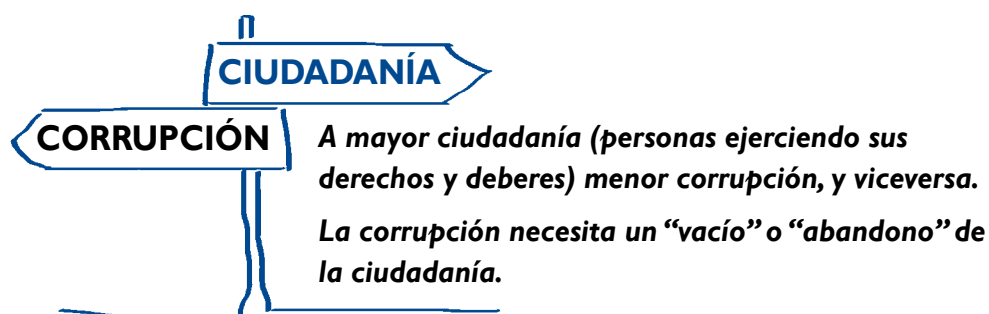 CIUDADANÍA
CORRUPCIÓN
A mayor ciudadanía (personas ejerciendo sus
derechos y deberes) menor corrupción, y viceversa.
La corrupción necesita un “vacío” o “abandono” de
la ciudadanía.